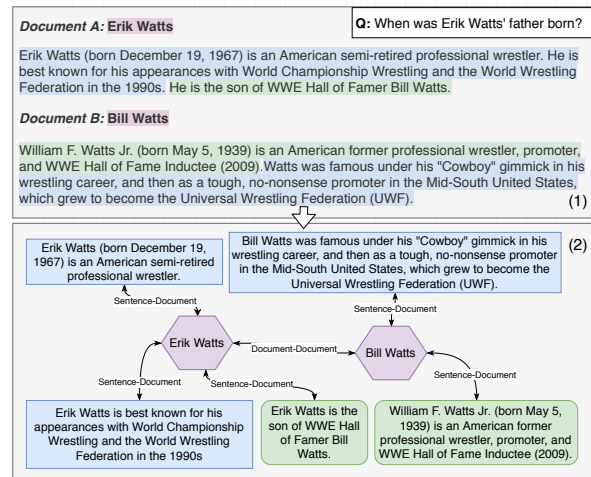 Document A: Erik Watts
Q: When was Erik Watts' father born?
Erik Watts (born December 19, 1967) is an American semi-retired professional wrestler. He is
best known for his appearances with World Championship Wrestling and the World Wrestling
Federation in the 1990s. He is the son of WWE Hall of Famer Bill Watts.
Document B: Bill Watts
William F. Watts Jr. (born May 5, 1939) is an American former professional wrestler, promoter,
and WWE Hall of Fame Inductee (2009).Watts was famous under his "Cowboy" gimmick in his
wrestling career, and then as a tough, no-nonsense promoter in the Mid-South United States,
which grew to become the Universal Wrestling Federation (UWF).
(1)
(2)
Erik Watts (born December 19,
1967) is an American semi-retired
professional wrestler.
Bill Watts was famous under his "Cowboy" gimmick in his
wrestling career, and then as a tough, no-nonsense promoter
in the Mid-South United States, which grew to become the
Universal Wrestling Federation (UWF).
Sentence-Document
Sentence-Document
Erik Watts
Document-Document
Bill Watts
Sentence-Document
Sentence-Document
Sentence-Document
Erik Watts is best known for his
appearances with World Championship
Wrestling and the World Wrestling
Federation in the 1990s
Erik Watts is the
son of WWE Hall
of Famer Bill
Watts.
William F. Watts Jr. (born May 5,
1939) is an American former
professional wrestler, promoter, and
WWE Hall of Fame Inductee (2009).